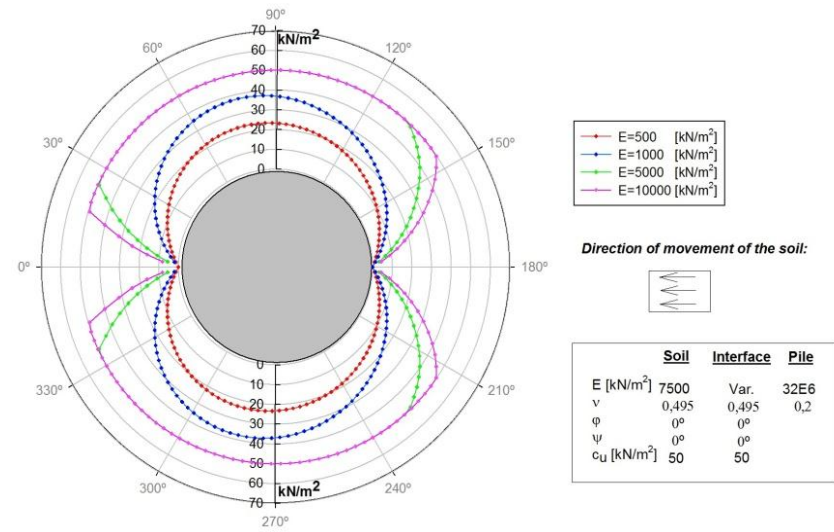 90º
70
kN/m²
60
50
40
30
20
10
0
60º
120º
30º
150º
0º
180º
330º
210º
300º
240º
0
10
20
30
40
50
60
kN/m²
70
270º
E=500 [kN/m²]
E=1000 [kN/m²]
E=5000 [kN/m²]
E=10000 [kN/m²]
Direction of movement of the soil:
Soil Interface Pile
E [kN/m²] 7500 Var. 32E6
ν 0,495 0,495 0,2
φ 0º 0º
ψ 0º 0º
cu [kN/m²] 50 50